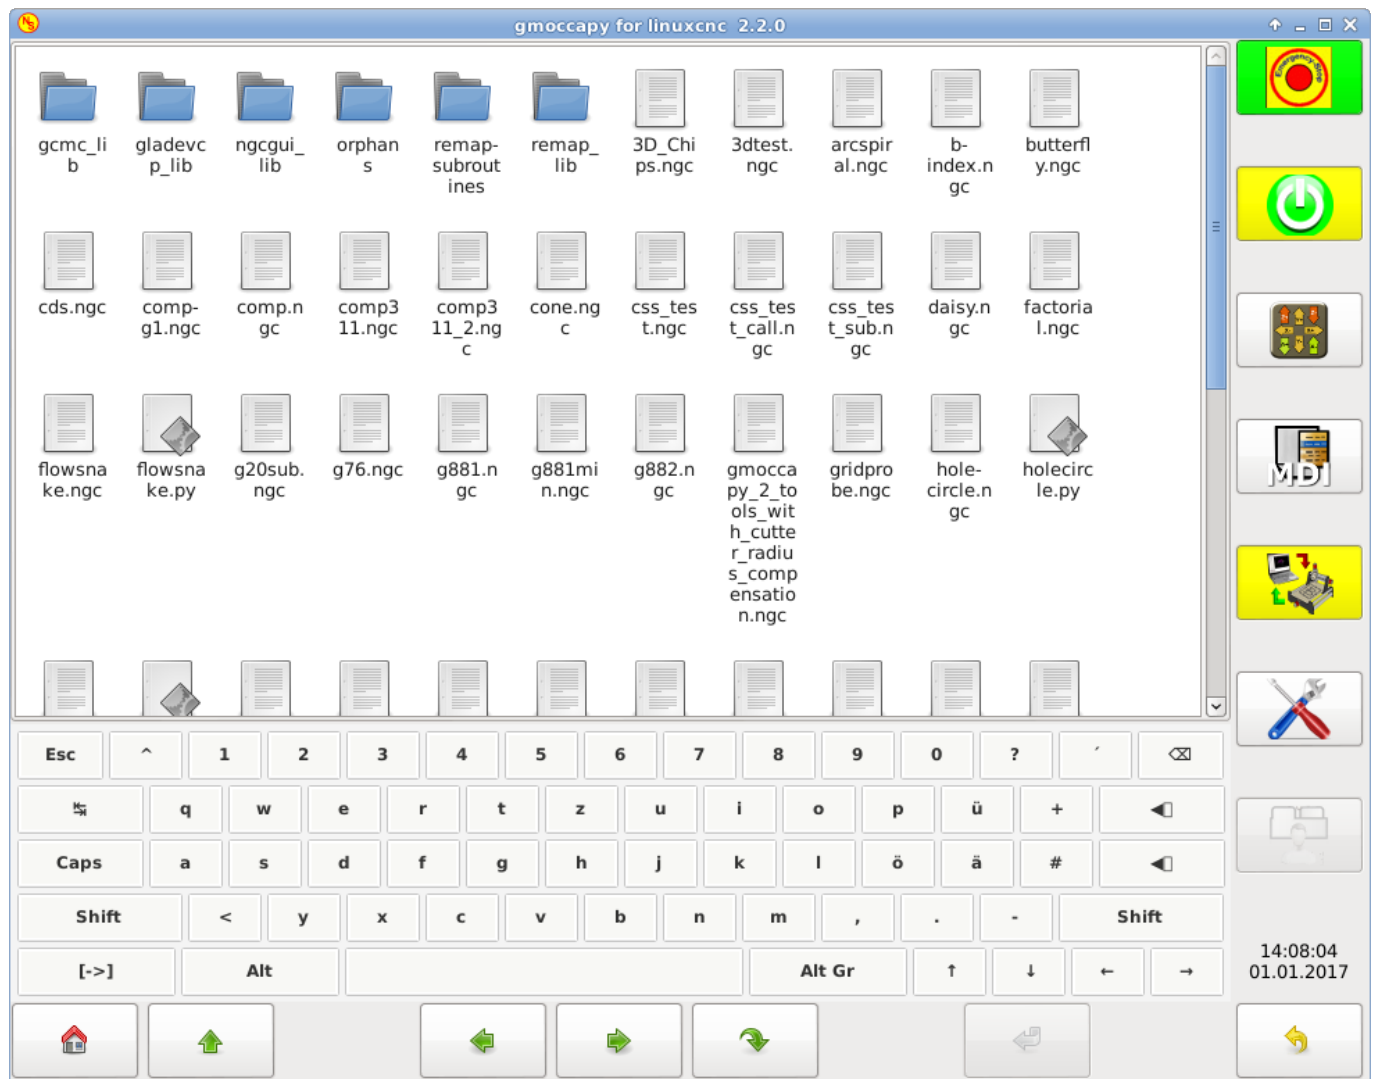 gmoccapy for linuxcnc 2.2.0
Emergency-Stop
gcmc_li
b
gladevc
p_lib
ngcgui_
lib
orphan
s
remap-
subrout
ines
remap_
lib
3D_Chi
ps.ngc
3dtest.
ngc
arcspir
al.ngc
b-
index.n
gc
butterfl
y.ngc
cds.ngc
comp-
g1.ngc
comp.n
gc
comp3
11.ngc
comp3
11_2.ng
c
cone.ng
c
css_tes
t.ngc
css_tes
t_call.n
gc
css_tes
t_sub.n
gc
daisy.n
gc
factoria
l.ngc
flowsna
ke.ngc
flowsna
ke.py
g20sub.
ngc
g76.ngc
g881.n
gc
g881mi
n.ngc
g882.n
gc
gmocca
py_2_to
ols_wit
h_cutte
r_radiu
s_comp
ensatio
n.ngc
gridpro
be.ngc
hole-
circle.n
gc
holecirc
le.py
MDI
Esc ^ 1 2 3 4 5 6 7 8 9 0 ? ´ ⌫
↹ q w e r t z u i o p ü +
Caps a s d f g h j k l ö ä #
Shift < y x c v b n m , . - Shift
[->] Alt Alt Gr ↑ ↓ ← →
14:08:04
01.01.2017